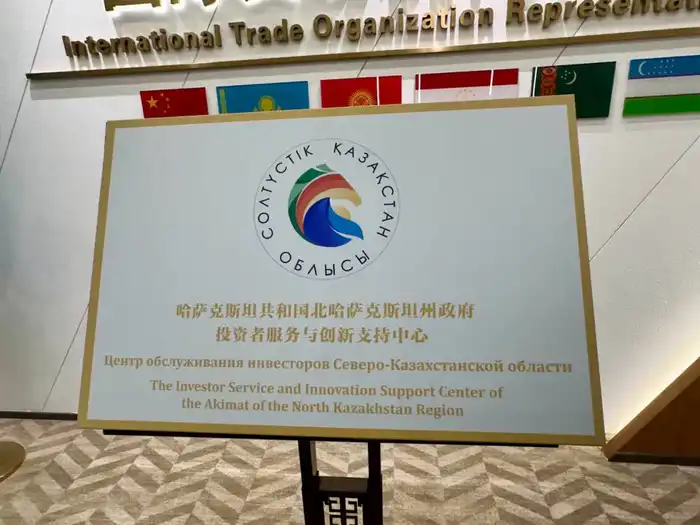 International Trade Organization Representa
СОЛТҮСТІК ҚАЗАҚСТАН ОБЛЫСЫ
哈萨克斯坦共和国北哈萨克斯坦州政府
投资者服务与创新支持中心
Центр обслуживания инвесторов Северо-Казахстанской области
The Investor Service and Innovation Support Center of
the Akimat of the North Kazakhstan Region